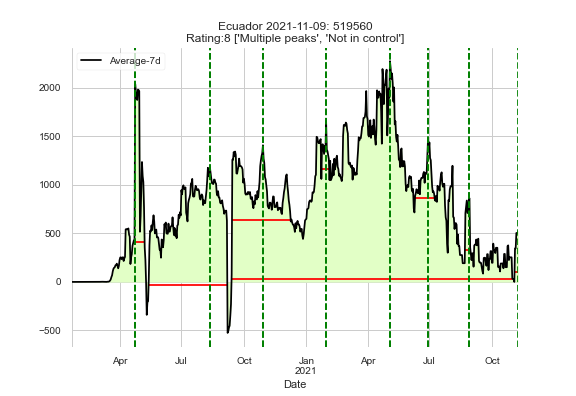 Ecuador 2021-11-09: 519560
Rating:8 ['Multiple peaks', 'Not in control']
Average-7d
2000
1500
1000
500
0
−500
Apr
Jul
Oct
Jan
2021
Apr
Jul
Oct
Date